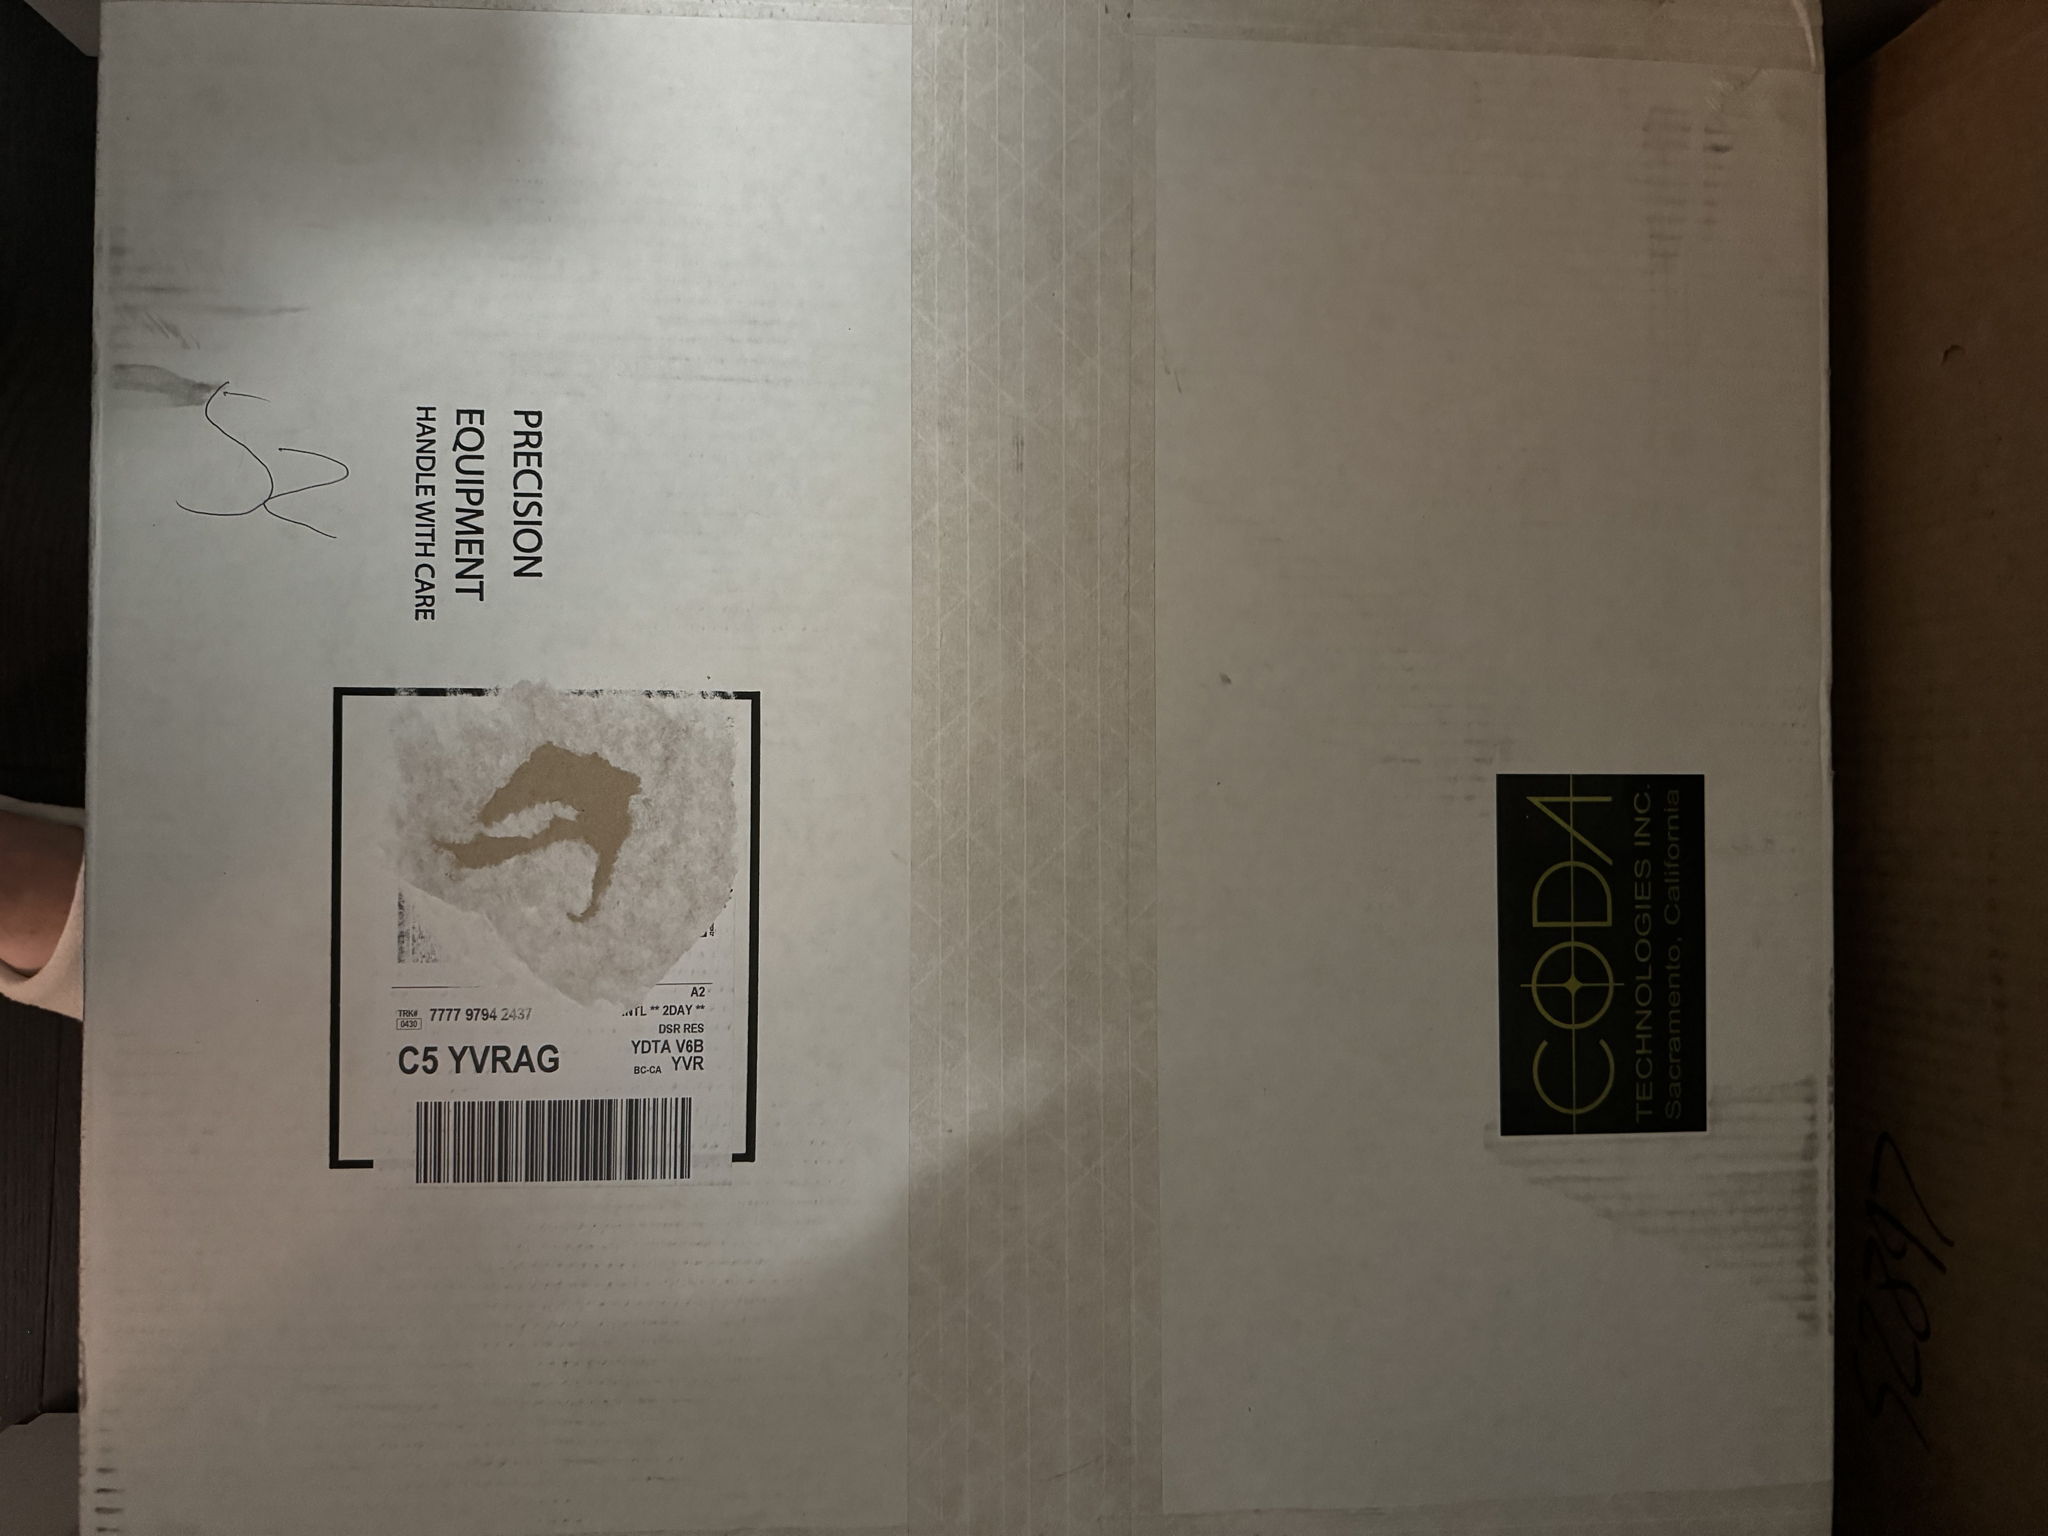 PRECISION
EQUIPMENT
HANDLE WITH CARE
A2
TRK#
0430
7777 9794 2437
** 2DAY **
DSR RES
C5 YVRAG
YDTA V6B
BC-CA YVR
CODA
TECHNOLOGIES INC.
Sacramento, California
52897